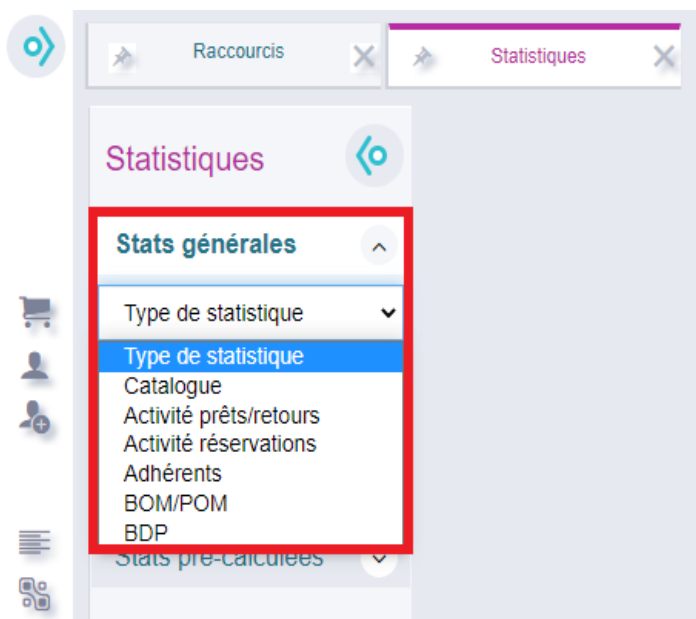 Raccourcis
Statistiques
Statistiques
Stats générales
Type de statistique
Type de statistique
Catalogue
Activité prêts/retours
Activité réservations
Adhérents
BOM/POM
BDP
Stats pré-calculées